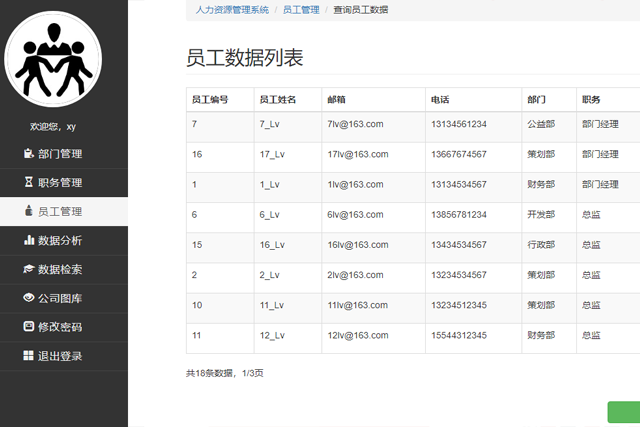 人力资源管理系统 / 员工管理 / 查询员工数据
欢迎您，xy
部门管理
职务管理
员工管理
数据分析
数据检索
公司图库
修改密码
退出登录
员工数据列表
员工编号 员工姓名 邮箱 电话 部门 职务
7 7_Lv 7lv@163.com 13134561234 公益部 部门经理
16 17_Lv 17lv@163.com 13667674567 策划部 部门经理
1 1_Lv 1lv@163.com 13134534567 财务部 部门经理
6 6_Lv 6lv@163.com 13856781234 开发部 总监
15 16_Lv 16lv@163.com 13434534567 行政部 总监
2 2_Lv 2lv@163.com 13234534567 策划部 总监
10 11_Lv 11lv@163.com 13234512345 策划部 总监
11 12_Lv 12lv@163.com 15544312345 财务部 总监
共18条数据，1/3页